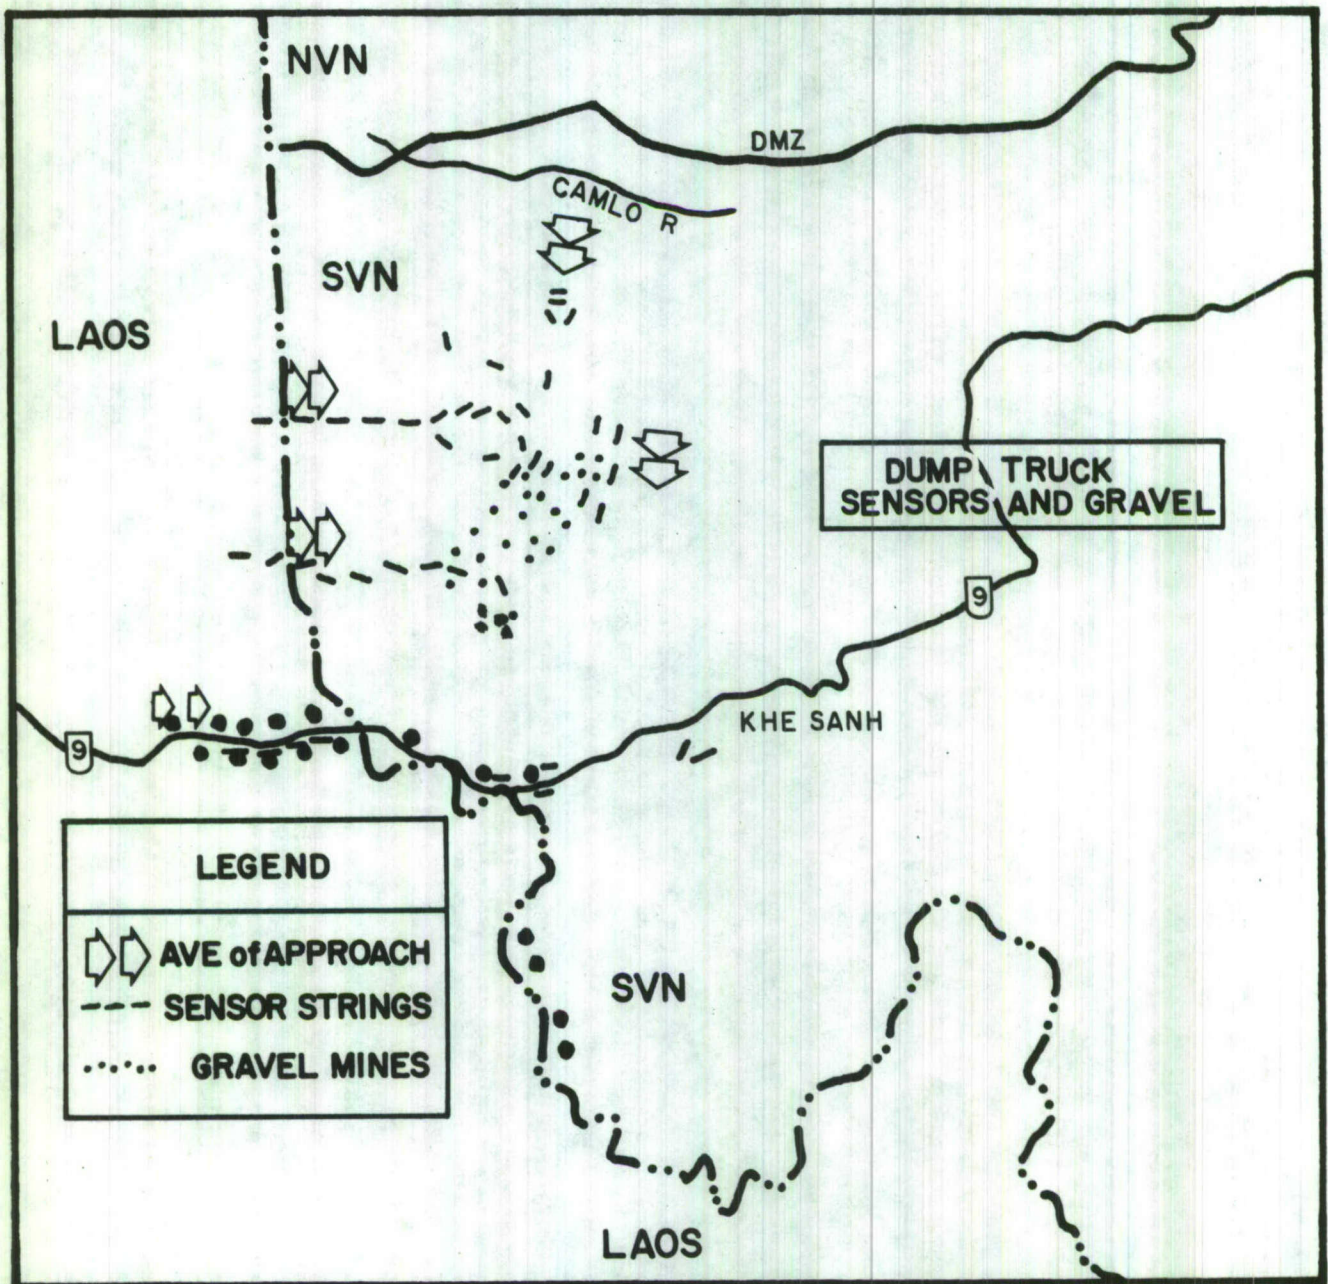 NVN
DMZ
CAMLO R
SVN
LAOS
DUMP TRUCK
SENSORS AND GRAVEL
9
KHE SANH
9
LEGEND
AVE of APPROACH
SENSOR STRINGS
GRAVEL MINES
SVN
LAOS